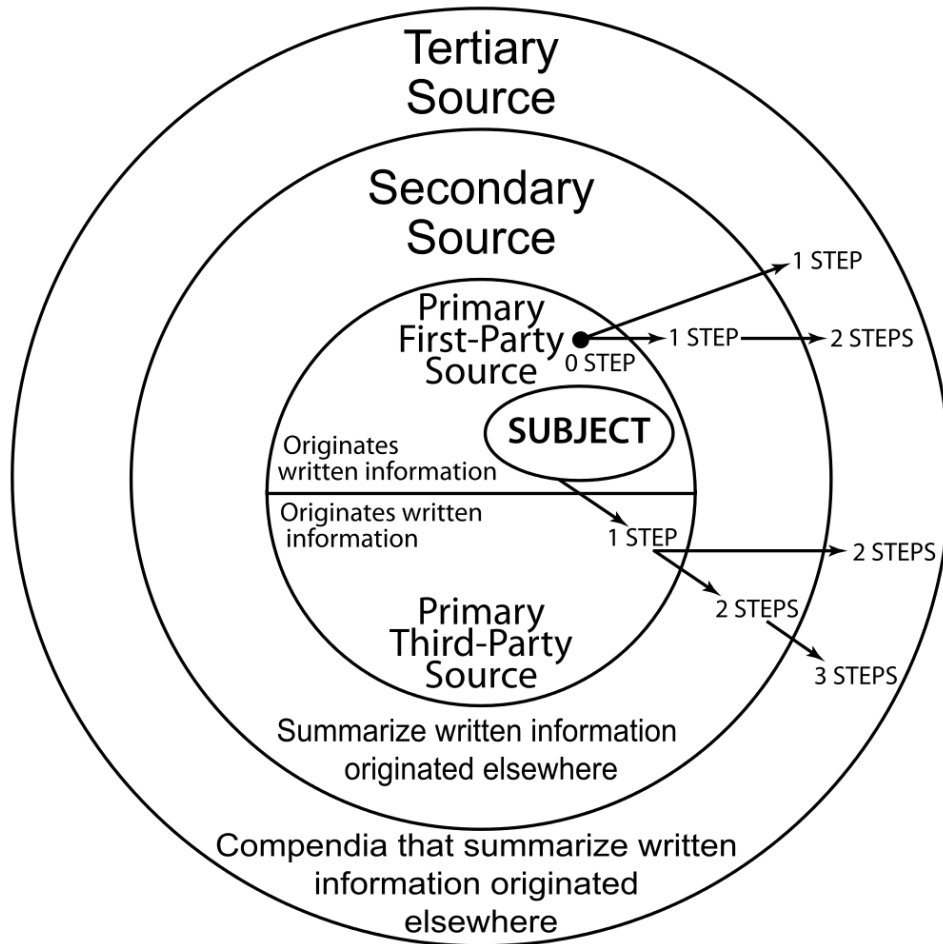 Tertiary
Source
Secondary
Source
1 STEP
Primary
First-Party
Source
1 STEP
2 STEPS
0 STEP
SUBJECT
Originates
written information
Originates written
information
1 STEP
2 STEPS
2 STEPS
3 STEPS
Primary
Third-Party
Source
Summarize written information
originated elsewhere
Compendia that summarize written
information originated
elsewhere